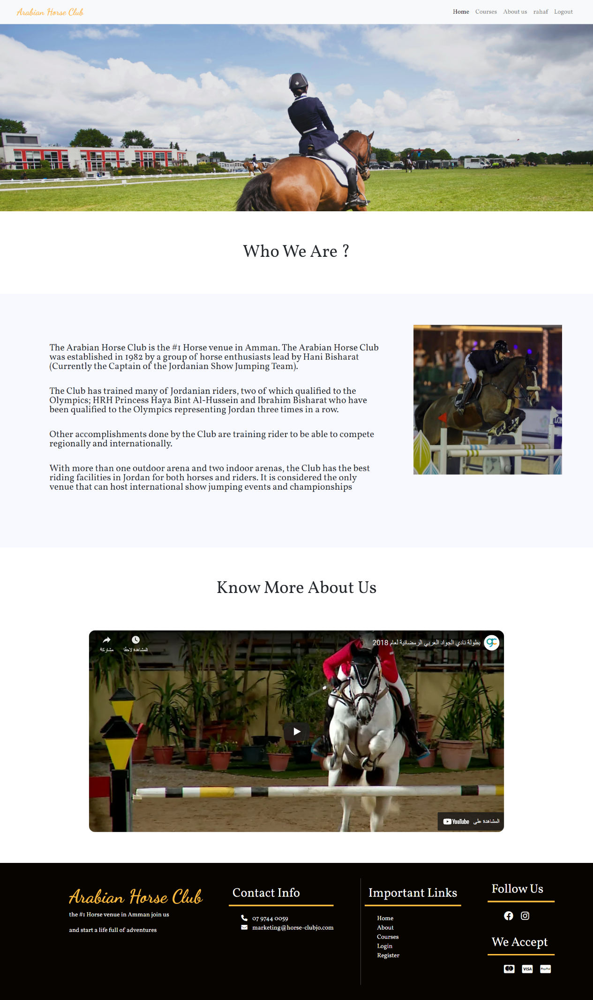 Arabian Horse Club
Home Courses About us rahaf Logout
Who We Are ?
The Arabian Horse Club is the #1 Horse venue in Amman. The Arabian Horse Club
was established in 1982 by a group of horse enthusiasts lead by Hani Bisharat
(Currently the Captain of the Jordanian Show Jumping Team).
The Club has trained many of Jordanian riders, two of which qualified to the
Olympics; HRH Princess Haya Bint Al-Hussein and Ibrahim Bisharat who have
been qualified to the Olympics representing Jordan three times in a row.
Other accomplishments done by the Club are training rider to be able to compete
regionally and internationally.
With more than one outdoor arena and two indoor arenas, the Club has the best
riding facilities in Jordan for both horses and riders. It is considered the only
venue that can host international show jumping events and championships
LON
Know More About Us
بطولة نادي الجواد العربي الرمضانية لعام 2018
المشاهدة لاحقًا
مشاركة
المشاهدة على YouTube
Arabian Horse Club
the #1 Horse venue in Amman join us
and start a life full of adventures
Contact Info
07 9744 0059
marketing@horse-clubjo.com
Important Links
Home
About
Courses
Login
Register
Follow Us
We Accept
VISA PayPal